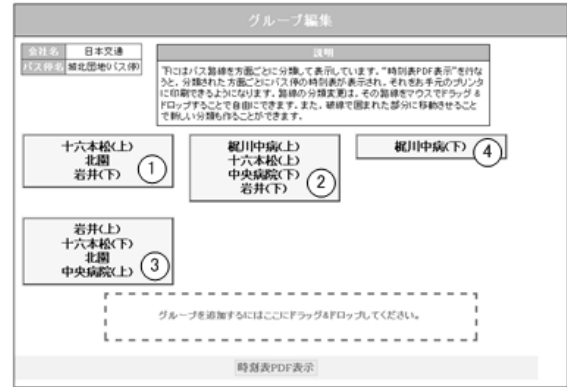 グループ編集
会社名 日本交通
バス停名 城北団地(バス停)
説明
下にはバス路線を方面ごとに分類して表示しています。"時刻表PDF表示"を行な
うと、分類された方面ごとにバス停の時刻表が表示され、それをお手元のプリンタ
に印刷できるようになります。路線の分類変更は、その路線をマウスでドラッグ &
ドロップすることで自由にできます。また、破線で囲まれた部分に移動させること
で新しい分類も作ることができます。
十六本松(上)
北園
岩井(下)
1
梶川中病(上)
十六本松(上)
中央病院(下)
岩井(下)
2
梶川中病(下)
4
岩井(上)
十六本松(下)
北園
中央病院(上)
3
グループを追加するにはここにドラッグ&ドロップしてください。
時刻表PDF表示